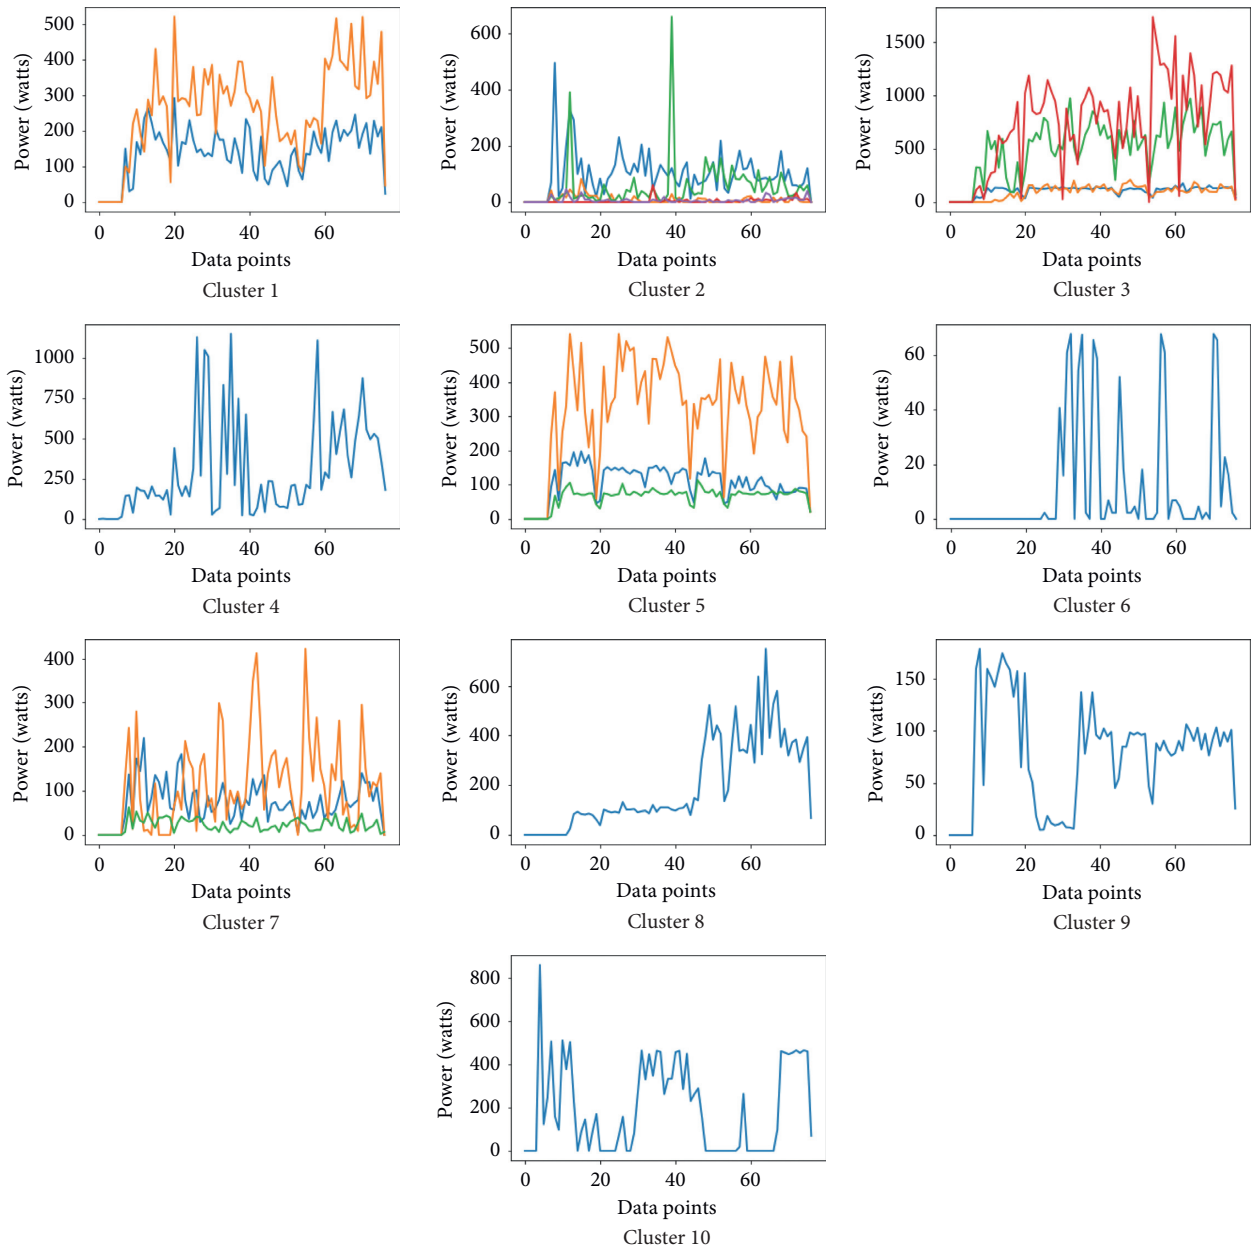 500
400
300
200
100
0
Power (watts)
0 20 40 60
Data points
Cluster 1
600
400
200
0
Power (watts)
0 20 40 60
Data points
Cluster 2
1500
1000
500
0
Power (watts)
0 20 40 60
Data points
Cluster 3
1000
750
500
250
0
Power (watts)
0 20 40 60
Data points
Cluster 4
500
400
300
200
100
0
Power (watts)
0 20 40 60
Data points
Cluster 5
60
40
20
0
Power (watts)
0 20 40 60
Data points
Cluster 6
400
300
200
100
0
Power (watts)
0 20 40 60
Data points
Cluster 7
600
400
200
0
Power (watts)
0 20 40 60
Data points
Cluster 8
150
100
50
0
Power (watts)
0 20 40 60
Data points
Cluster 9
800
600
400
200
0
Power (watts)
0 20 40 60
Data points
Cluster 10